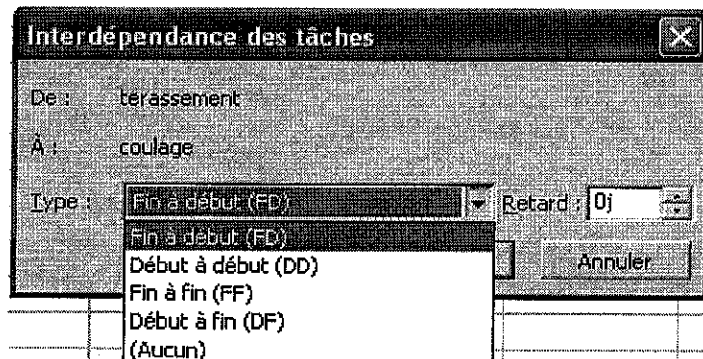 Interdépendance des tâches
De : térassement
À : coulage
Type : Fin à début (FD) Retard : 0j
Fin à début (FD)
Annuler
Début à début (DD)
Fin à fin (FF)
Début à fin (DF)
(Aucun)